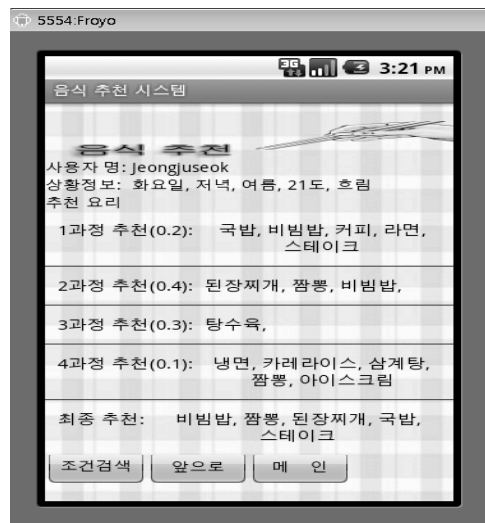 5554:Froyo
3G 3:21 PM
음식 추천 시스템
음식 추천
사용자 명: Jeongjuseok
상황정보: 화요일, 저녁, 여름, 21도, 흐림
추천 요리
1과정 추천(0.2): 국밥, 비빔밥, 커피, 라면,
스테이크
2과정 추천(0.4): 된장찌개, 짬뽕, 비빔밥,
3과정 추천(0.3): 탕수육,
4과정 추천(0.1): 냉면, 카레라이스, 삼계탕,
짬뽕, 아이스크림
최종 추천: 비빔밥, 짬뽕, 된장찌개, 국밥,
스테이크
조건검색 앞으로 메 인